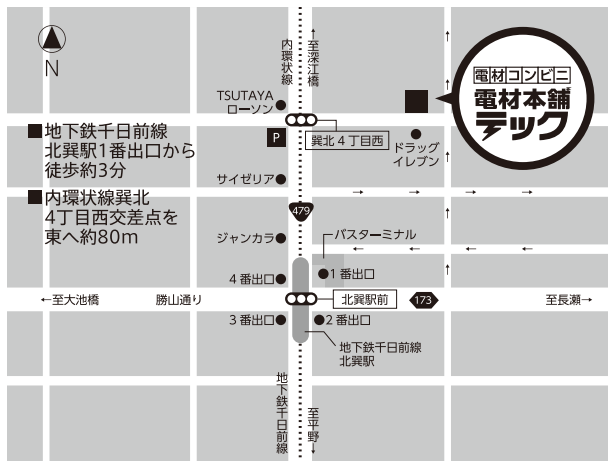 N
内環状線
↑至深江橋
TSUTAYA
ローソン
P
巽北4丁目西
ドラッグ
イレブン
電材コンビニ
電材本舗
テック
■地下鉄千日前線
北巽駅1番出口から
徒歩約3分
■内環状線巽北
4丁目西交差点を
東へ約80m
サイゼリア
479
ジャンカラ
バスターミナル
4番出口
1番出口
←至大池橋
勝山通り
北巽駅前
173
至長瀬→
3番出口
2番出口
地下鉄千日前線
北巽駅
地下鉄千日前線
至平野↓